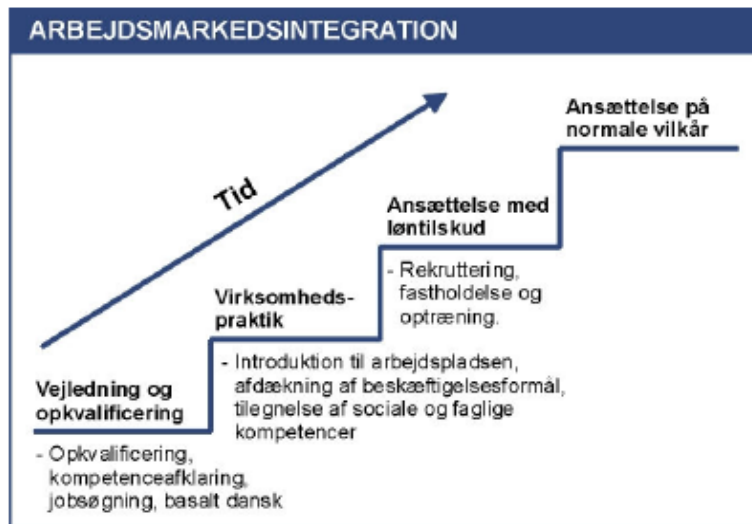 ARBEJDSMARKEDSINTEGRATION
Tid
Vejledning og
opkvalificering
- Opkvalificering,
kompetenceafklaring,
jobsøgning, basalt dansk
Virksomheds-
praktik
- Introduktion til arbejdspladsen,
afdækning af beskæftigelsesformål,
tilegnelse af sociale og faglige
kompetencer
Ansættelse med
løntilskud
- Rekruttering,
fastholdelse og
optræning.
Ansættelse på
normale vilkår